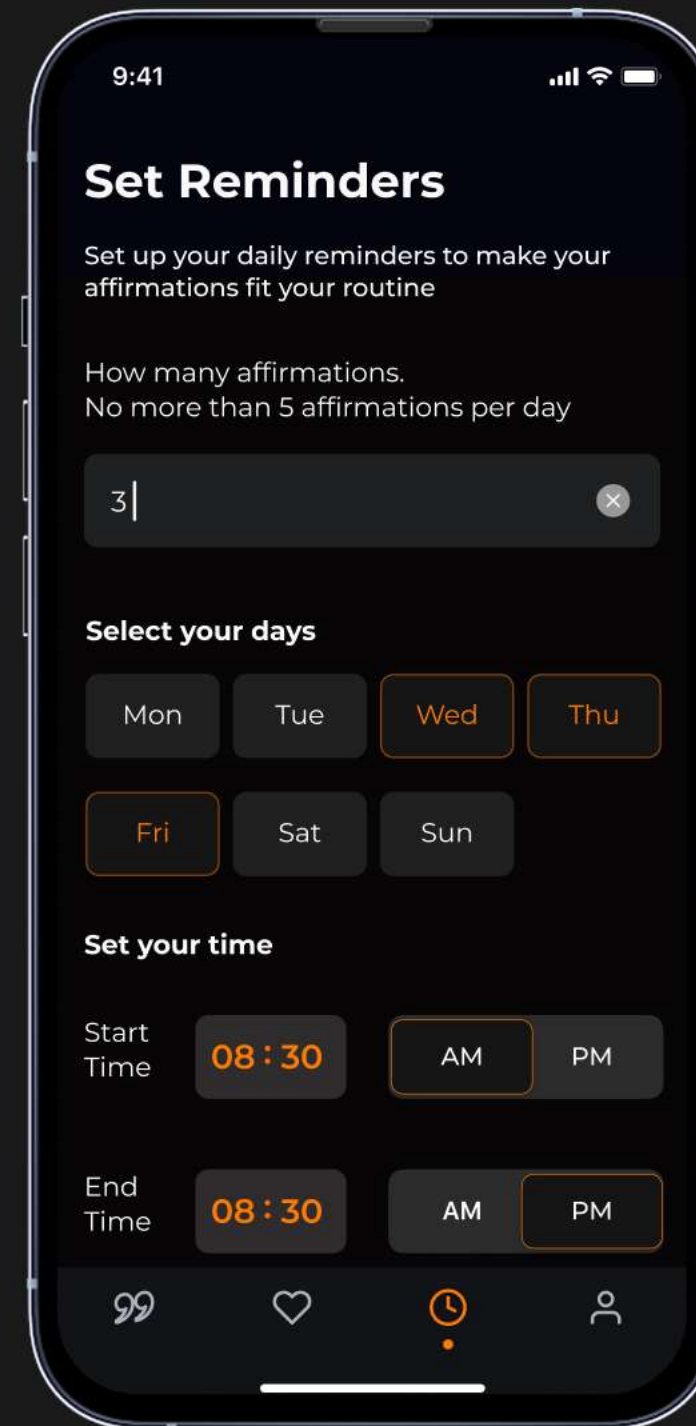 9:41
Set Reminders
Set up your daily reminders to make your
affirmations fit your routine
How many affirmations.
No more than 5 affirmations per day
3
Select your days
Mon Tue Wed Thu
Fri Sat Sun
Set your time
Start
Time
08:30 AM PM
End
Time
08:30 AM PM